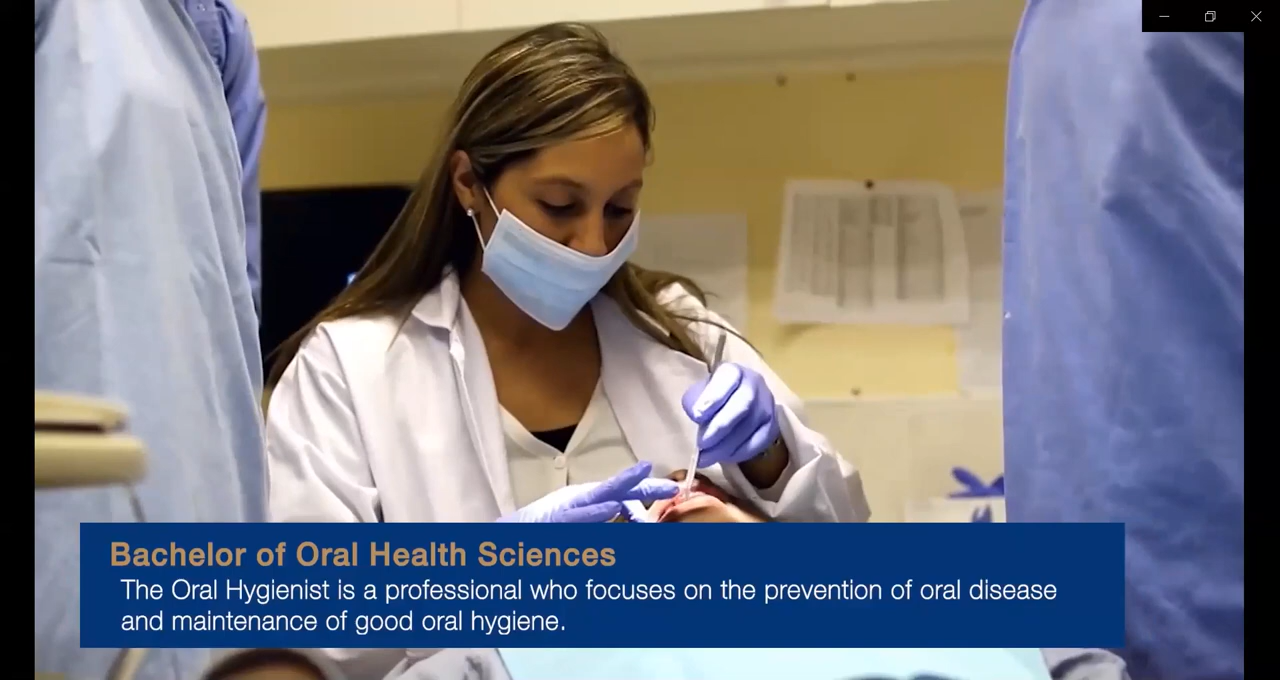 Bachelor of Oral Health Sciences
The Oral Hygienist is a professional who focuses on the prevention of oral disease
and maintenance of good oral hygiene.